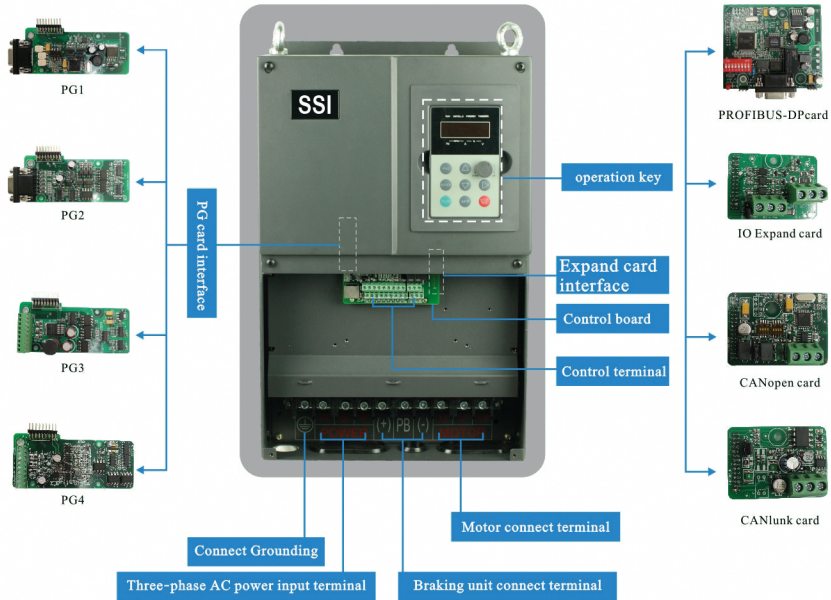 PG1
PG2
PG3
PG4
PG card interface
SSI
operation key
Expand card
interface
Control board
Control terminal
POWER
(+) PB (-)
MOTOR
Motor connect terminal
Connect Grounding
Three-phase AC power input terminal
Braking unit connect terminal
PROFIBUS-DPcard
IO Expand card
CANopen card
CANlunk card